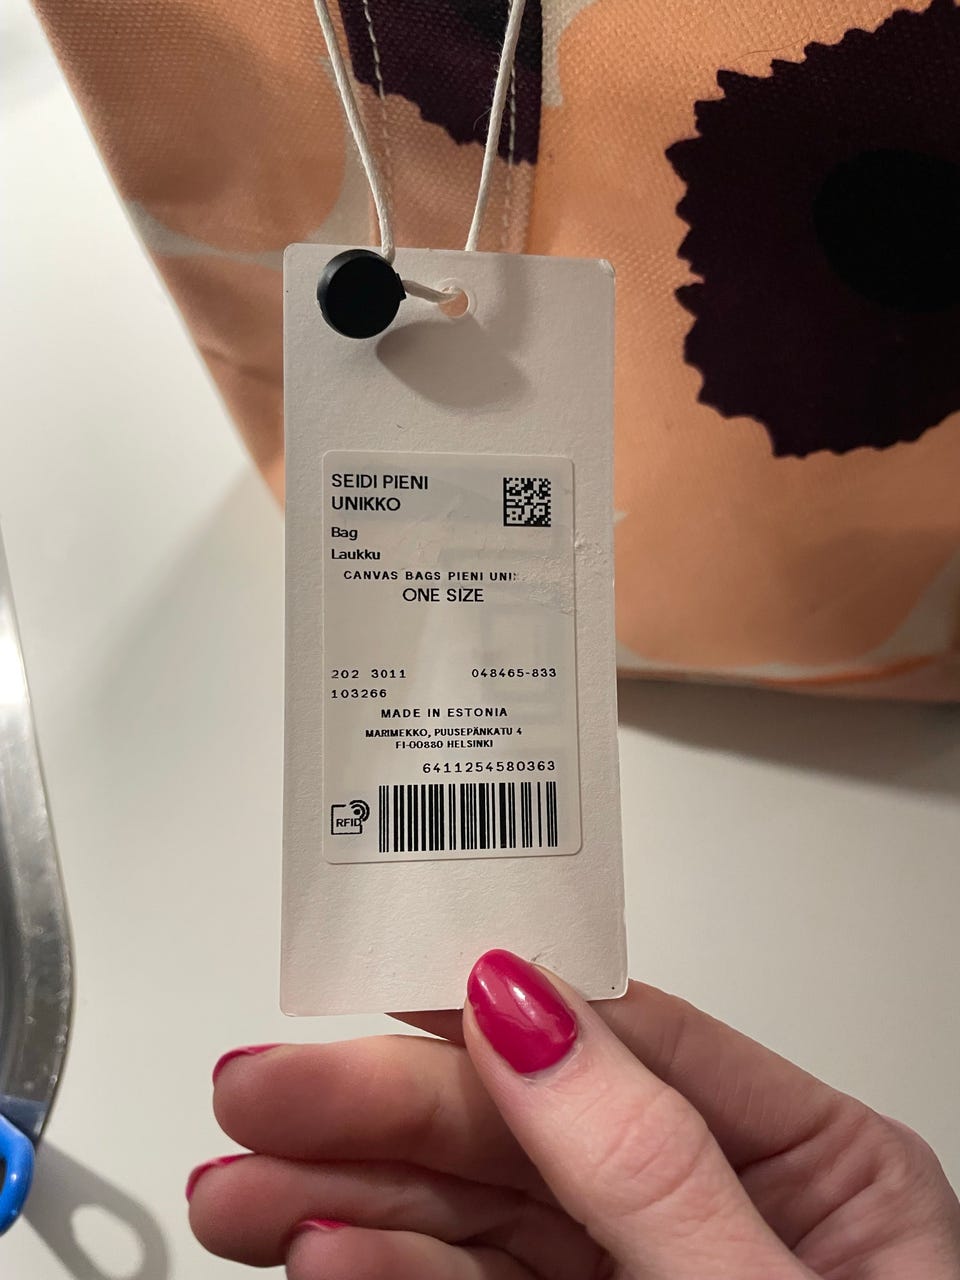 SEIDI PIENI
UNIKKO
Bag
Laukku
CANVAS BAGS PIENI
ONE SIZE
202 3011 048465-833
103266
MADE IN ESTONIA
MARIMEKKO, PUUSEPÄNKATU 4
FI-00880 HELSINKI
6411254580363
RFID